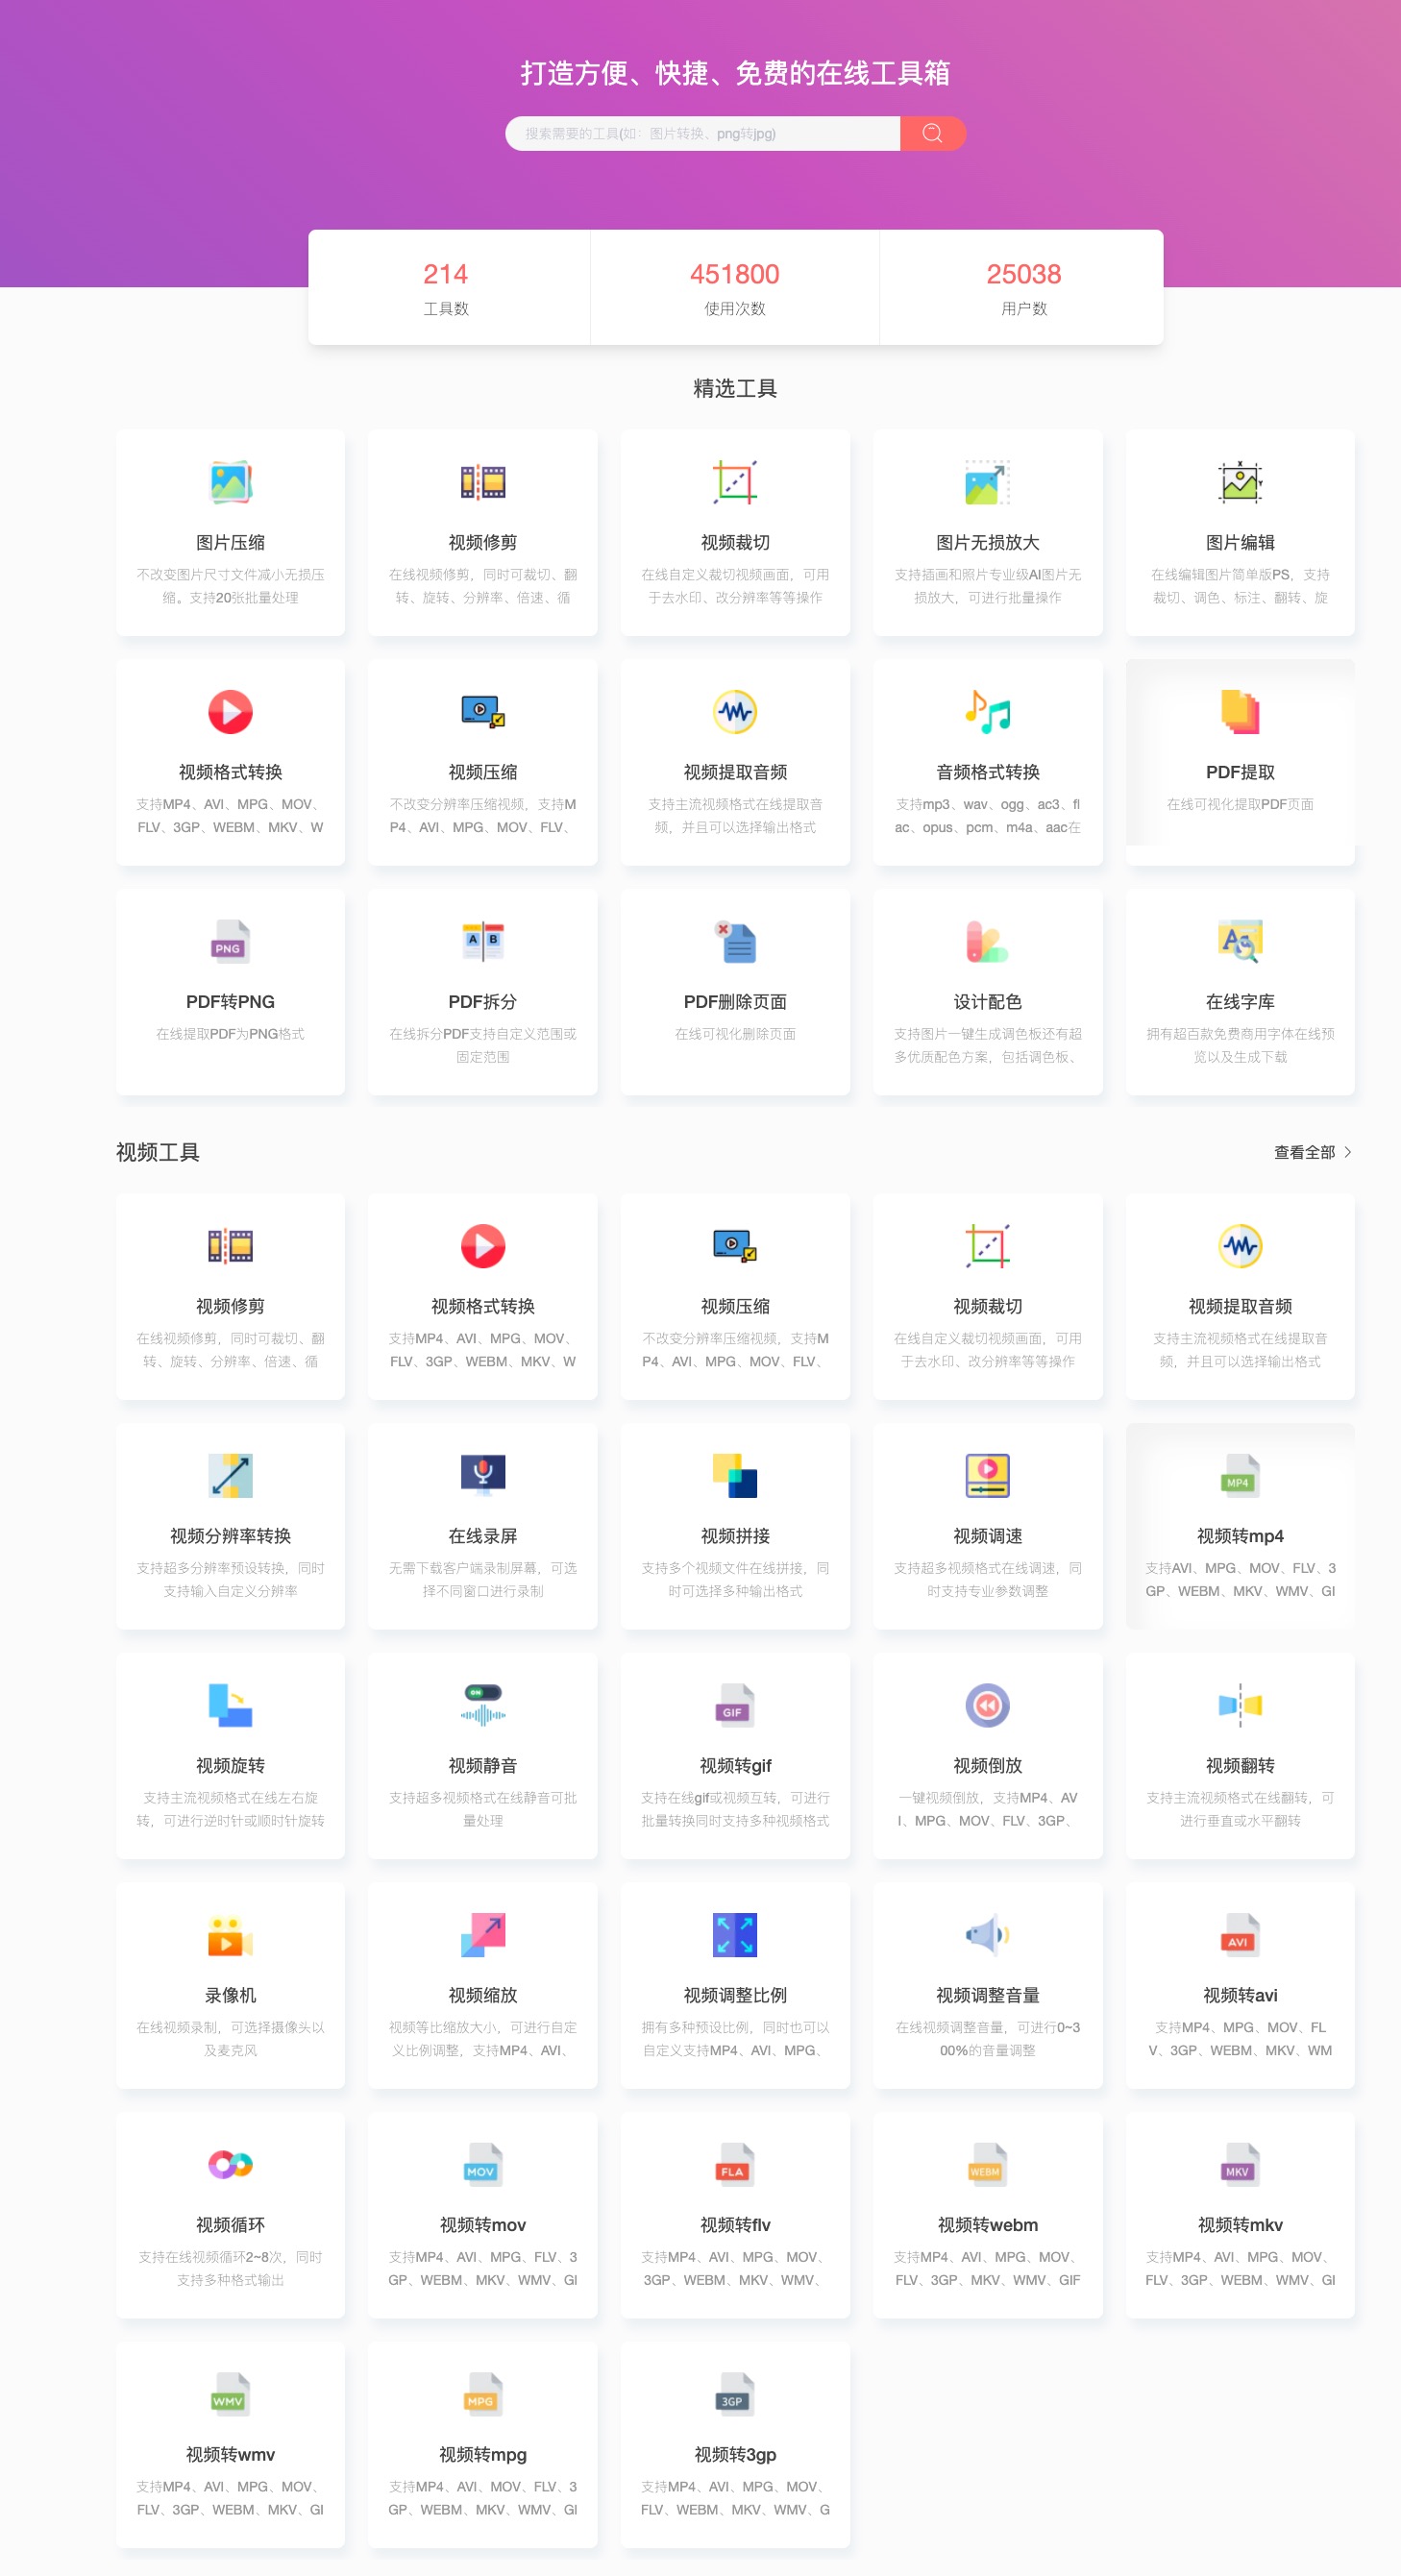 打造方便、快捷、免费的在线工具箱
搜索需要的工具(如：图片转换、png转jpg)
214
451800
25038
工具数
使用次数
用户数
精选工具
图片压缩
不改变图片尺寸文件减小无损压
缩。支持20张批量处理
视频修剪
在线视频修剪，同时可裁切、翻
转、旋转、分辨率、倍速、循
视频裁切
在线自定义裁切视频画面，可用
于去水印、改分辨率等等操作
图片无损放大
支持插画和照片专业级AI图片无
损放大，可进行批量操作
图片编辑
在线编辑图片简单版PS，支持
裁切、调色、标注、翻转、旋
视频格式转换
支持MP4、AVI、MPG、MOV、
FLV、3GP、WEBM、MKV、W
视频压缩
不改变分辨率压缩视频，支持M
P4、AVI、MPG、MOV、FLV、
视频提取音频
支持主流视频格式在线提取音
频，并且可以选择输出格式
音频格式转换
支持mp3、wav、ogg、ac3、fl
ac、opus、pcm、m4a、aac在
PDF提取
在线可视化提取PDF页面
PNG
PDF转PNG
在线提取PDF为PNG格式
A B
PDF拆分
在线拆分PDF支持自定义范围或
固定范围
PDF删除页面
在线可视化删除页面
设计配色
支持图片一键生成调色板还有超
多优质配色方案，包括调色板、
Aa
在线字库
拥有超百款免费商用字体在线预
览以及生成下载
视频工具
查看全部
视频修剪
在线视频修剪，同时可裁切、翻
转、旋转、分辨率、倍速、循
视频格式转换
支持MP4、AVI、MPG、MOV、
FLV、3GP、WEBM、MKV、W
视频压缩
不改变分辨率压缩视频，支持M
P4、AVI、MPG、MOV、FLV、
视频裁切
在线自定义裁切视频画面，可用
于去水印、改分辨率等等操作
视频提取音频
支持主流视频格式在线提取音
频，并且可以选择输出格式
视频分辨率转换
支持超多分辨率预设转换，同时
支持输入自定义分辨率
在线录屏
无需下载客户端录制屏幕，可选
择不同窗口进行录制
视频拼接
支持多个视频文件在线拼接，同
时可选择多种输出格式
视频调速
支持超多视频格式在线调速，同
时支持专业参数调整
MP4
视频转mp4
支持AVI、MPG、MOV、FLV、3
GP、WEBM、MKV、WMV、GI
视频旋转
支持主流视频格式在线左右旋
转，可进行逆时针或顺时针旋转
ON
视频静音
支持超多视频格式在线静音可批
量处理
GIF
视频转gif
支持在线gif或视频互转，可进行
批量转换同时支持多种视频格式
视频倒放
一键视频倒放，支持MP4、AV
I、MPG、MOV、FLV、3GP、
视频翻转
支持主流视频格式在线翻转，可
进行垂直或水平翻转
录像机
在线视频录制，可选择摄像头以
及麦克风
视频缩放
视频等比缩放大小，可进行自定
义比例调整，支持MP4、AVI、
视频调整比例
拥有多种预设比例，同时也可以
自定义支持MP4、AVI、MPG、
视频调整音量
在线视频调整音量，可进行0~3
00%的音量调整
AVI
视频转avi
支持MP4、MPG、MOV、FL
V、3GP、WEBM、MKV、WM
视频循环
支持在线视频循环2~8次，同时
支持多种格式输出
MOV
视频转mov
支持MP4、AVI、MPG、FLV、3
GP、WEBM、MKV、WMV、GI
FLA
视频转flv
支持MP4、AVI、MPG、MOV、
3GP、WEBM、MKV、WMV、
WEBM
视频转webm
支持MP4、AVI、MPG、MOV、
FLV、3GP、MKV、WMV、GIF
MKV
视频转mkv
支持MP4、AVI、MPG、MOV、
FLV、3GP、WEBM、WMV、GI
WMV
视频转wmv
支持MP4、AVI、MPG、MOV、
FLV、3GP、WEBM、MKV、GI
MPG
视频转mpg
支持MP4、AVI、MOV、FLV、3
GP、WEBM、MKV、WMV、GI
3GP
视频转3gp
支持MP4、AVI、MPG、MOV、
FLV、WEBM、MKV、WMV、G